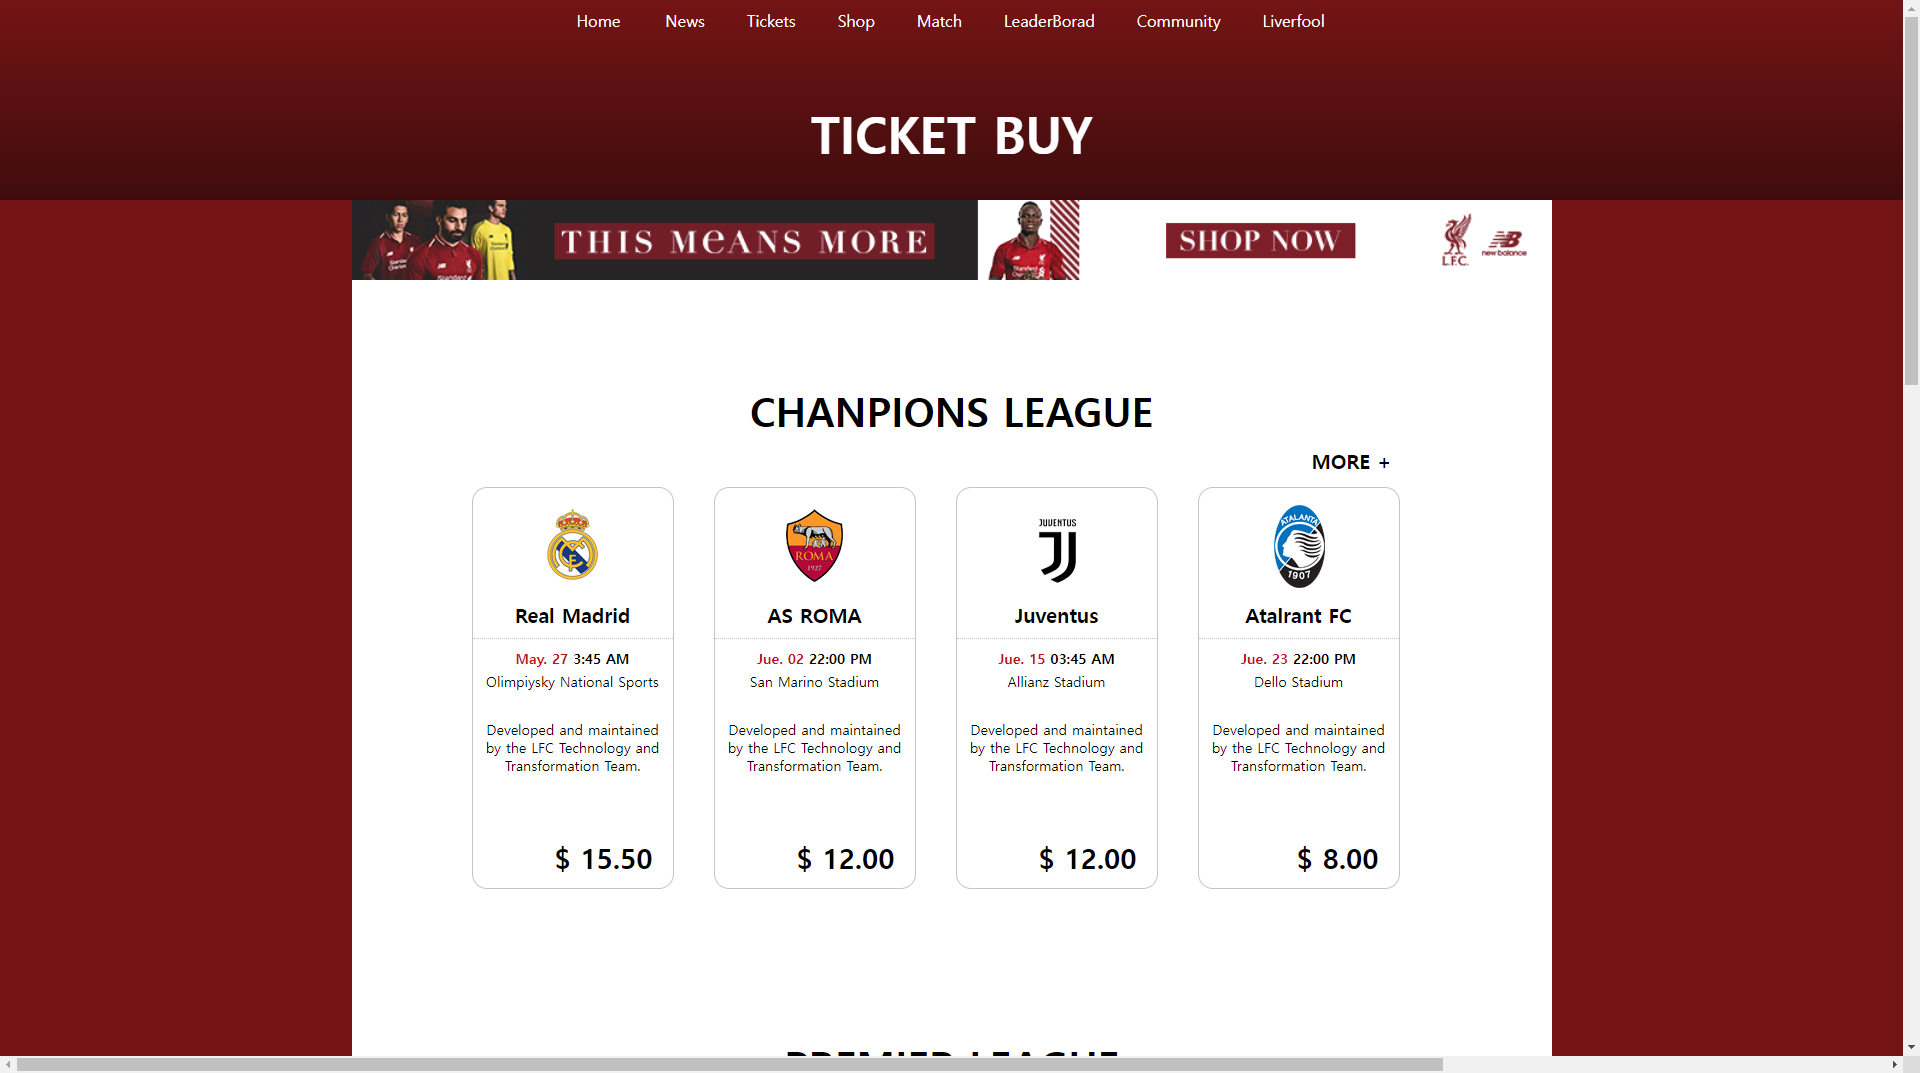 Home News Tickets Shop Match LeaderBorad Community Liverfool
TICKET BUY
THIS MeANS MORE
SHOP NOW
L.F.C.
new balance
CHANPIONS LEAGUE
MORE +
Real Madrid
May. 27 3:45 AM
Olimpiysky National Sports
Developed and maintained
by the LFC Technology and
Transformation Team.
$ 15.50
ROMA
1927
AS ROMA
Jue. 02 22:00 PM
San Marino Stadium
Developed and maintained
by the LFC Technology and
Transformation Team.
$ 12.00
JUVENTUS
Juventus
Jue. 15 03:45 AM
Allianz Stadium
Developed and maintained
by the LFC Technology and
Transformation Team.
$ 12.00
ATALANTA
1907
Atalrant FC
Jue. 23 22:00 PM
Dello Stadium
Developed and maintained
by the LFC Technology and
Transformation Team.
$ 8.00
PREMIER LEAGUE